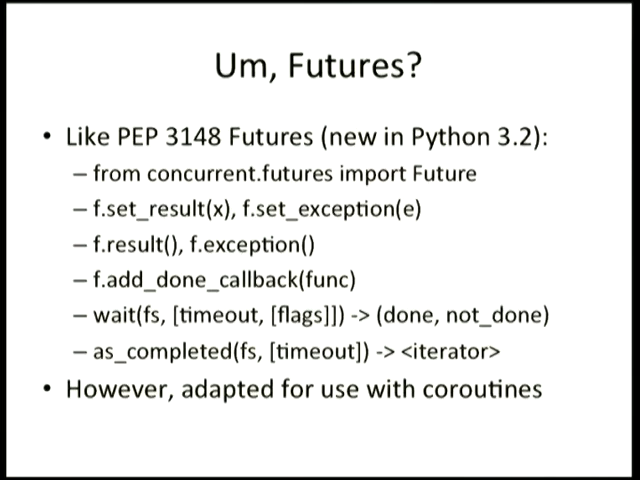 Um, Futures?
• Like PEP 3148 Futures (new in Python 3.2):
– from concurrent.futures import Future
– f.set_result(x), f.set_exception(e)
– f.result(), f.exception()
– f.add_done_callback(func)
– wait(fs, [timeout, [flags]]) -> (done, not_done)
– as_completed(fs, [timeout]) -> <iterator>
• However, adapted for use with coroutines